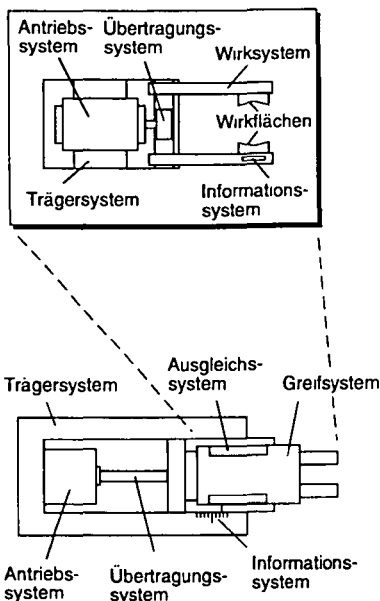 Antriebs-
system
Übertragungs-
system
Wirksystem
Wirkflächen
Trägersystem
Informations-
system
Ausgleichs-
system
Trägersystem
Greifsystem
Antriebs-
system
Übertragungs-
system
Informations-
system